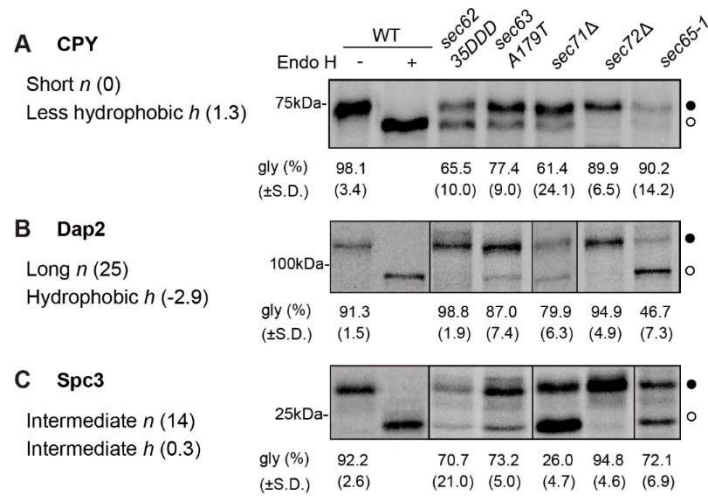 WT
sec62 35DDD
sec63 A179T
sec71Δ
sec72Δ
sec65-1
A CPY
Endo H - +
Short n (0)
Less hydrophobic h (1.3)
75kDa-
gly (%) 98.1 65.5 77.4 61.4 89.9 90.2
(±S.D.) (3.4) (10.0) (9.0) (24.1) (6.5) (14.2)
B Dap2
Long n (25)
Hydrophobic h (-2.9)
100kDa-
gly (%) 91.3 98.8 87.0 79.9 94.9 46.7
(±S.D.) (1.5) (1.9) (7.4) (6.3) (4.9) (7.3)
C Spc3
Intermediate n (14)
Intermediate h (0.3)
25kDa-
gly (%) 92.2 70.7 73.2 26.0 94.8 72.1
(±S.D.) (2.6) (21.0) (5.0) (4.7) (4.6) (6.9)